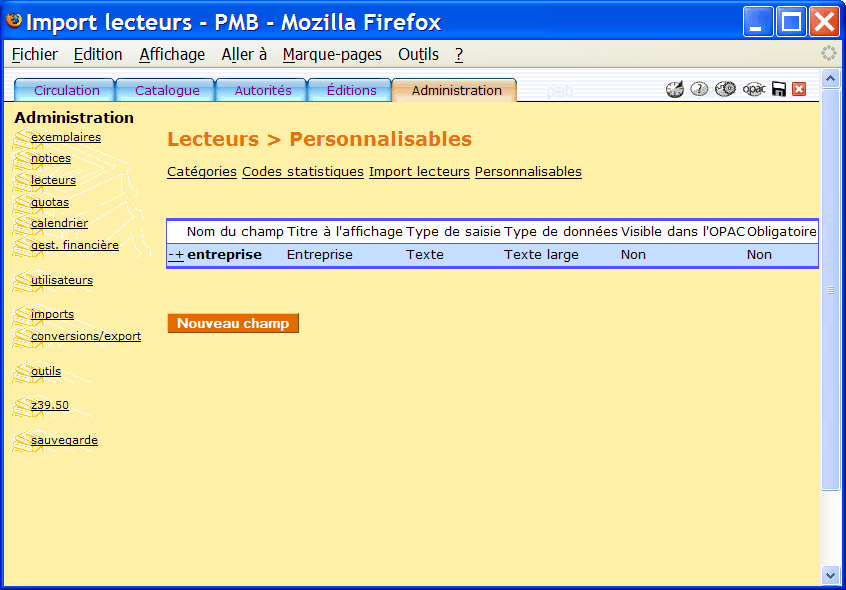 Import lecteurs - PMB - Mozilla Firefox
Fichier Edition Affichage Aller à Marque-pages Outils ?
Circulation Catalogue Autorités Éditions Administration pmb opac
Administration
exemplaires
notices
lecteurs
quotas
calendrier
gest. financière
utilisateurs
imports
conversions/export
outils
z39.50
sauvegarde
Lecteurs > Personnalisables
Catégories Codes statistiques Import lecteurs Personnalisables
Nom du champ Titre à l'affichage Type de saisie Type de données Visible dans l'OPAC Obligatoire
-+ entreprise Entreprise Texte Texte large Non Non
Nouveau champ